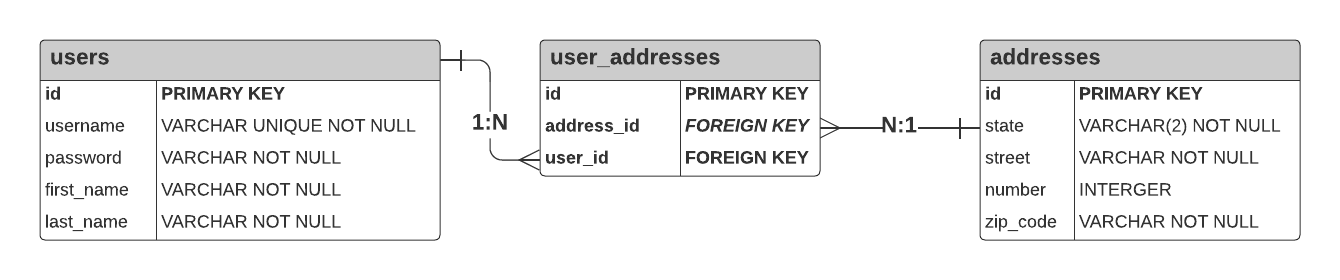 users
id PRIMARY KEY
username VARCHAR UNIQUE NOT NULL
password VARCHAR NOT NULL
first_name VARCHAR NOT NULL
last_name VARCHAR NOT NULL
1:N
user_addresses
id PRIMARY KEY
address_id FOREIGN KEY
user_id FOREIGN KEY
N:1
addresses
id PRIMARY KEY
state VARCHAR(2) NOT NULL
street VARCHAR NOT NULL
number INTERGER
zip_code VARCHAR NOT NULL